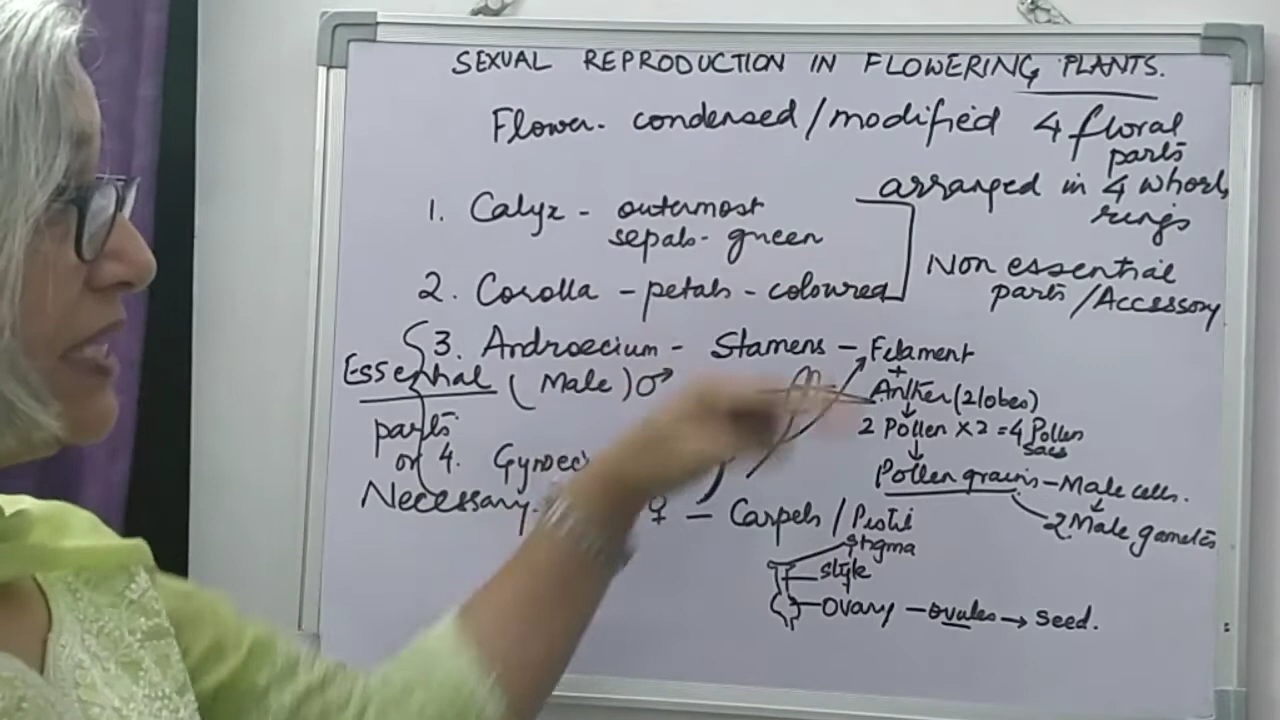 SEXUAL REPRODUCTION IN FLOWERING PLANTS.
Flower. condensed/modified 4 floral
parts
arranged in 4 whorls
rings
1. Calyx - outermost
sepals - green
2. Corolla - petals - coloured
Non essential
parts/Accessory
3. Androecium - Stamens - Filament
+
Essential (Male) ♂
Anther (2 lobes)
↓
parts
2 Pollen X 2 = 4 Pollen
sacs
↓
or 4. Gynoec
Pollen grains - Male cells.
↓
Necessary.
2 Male gametes
♀ - Carpels / Pistil
stigma
style
ovary - ovules → seed.